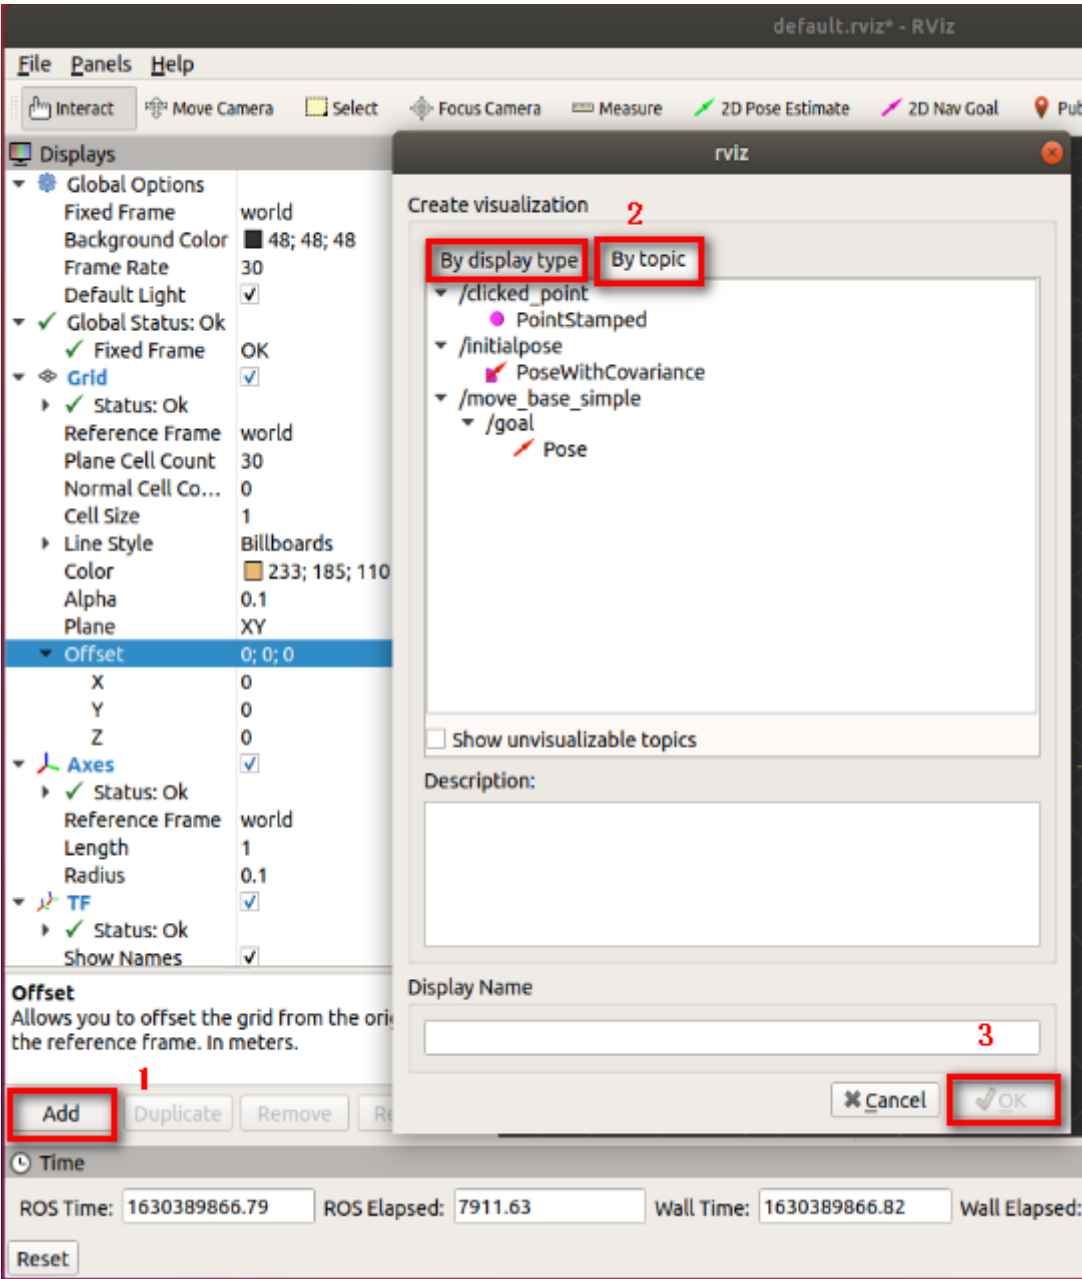 default.rviz* - RViz
File Panels Help
Interact Move Camera Select Focus Camera Measure 2D Pose Estimate 2D Nav Goal Pub
Displays
Global Options
Fixed Frame world
Background Color 48; 48; 48
Frame Rate 30
Default Light
Global Status: Ok
Fixed Frame OK
Grid
Status: Ok
Reference Frame world
Plane Cell Count 30
Normal Cell Co... 0
Cell Size 1
Line Style Billboards
Color 233; 185; 110
Alpha 0.1
Plane XY
Offset 0; 0; 0
X 0
Y 0
Z 0
Axes
Status: Ok
Reference Frame world
Length 1
Radius 0.1
TF
Status: Ok
Show Names
Offset
Allows you to offset the grid from the ori
the reference frame. In meters.
1
Add Duplicate Remove Re
rviz
Create visualization
2
By display type By topic
/clicked_point
PointStamped
/initialpose
PoseWithCovariance
/move_base_simple
/goal
Pose
Show unvisualizable topics
Description:
Display Name
3
Cancel OK
Time
ROS Time: 1630389866.79 ROS Elapsed: 7911.63 Wall Time: 1630389866.82 Wall Elapsed:
Reset